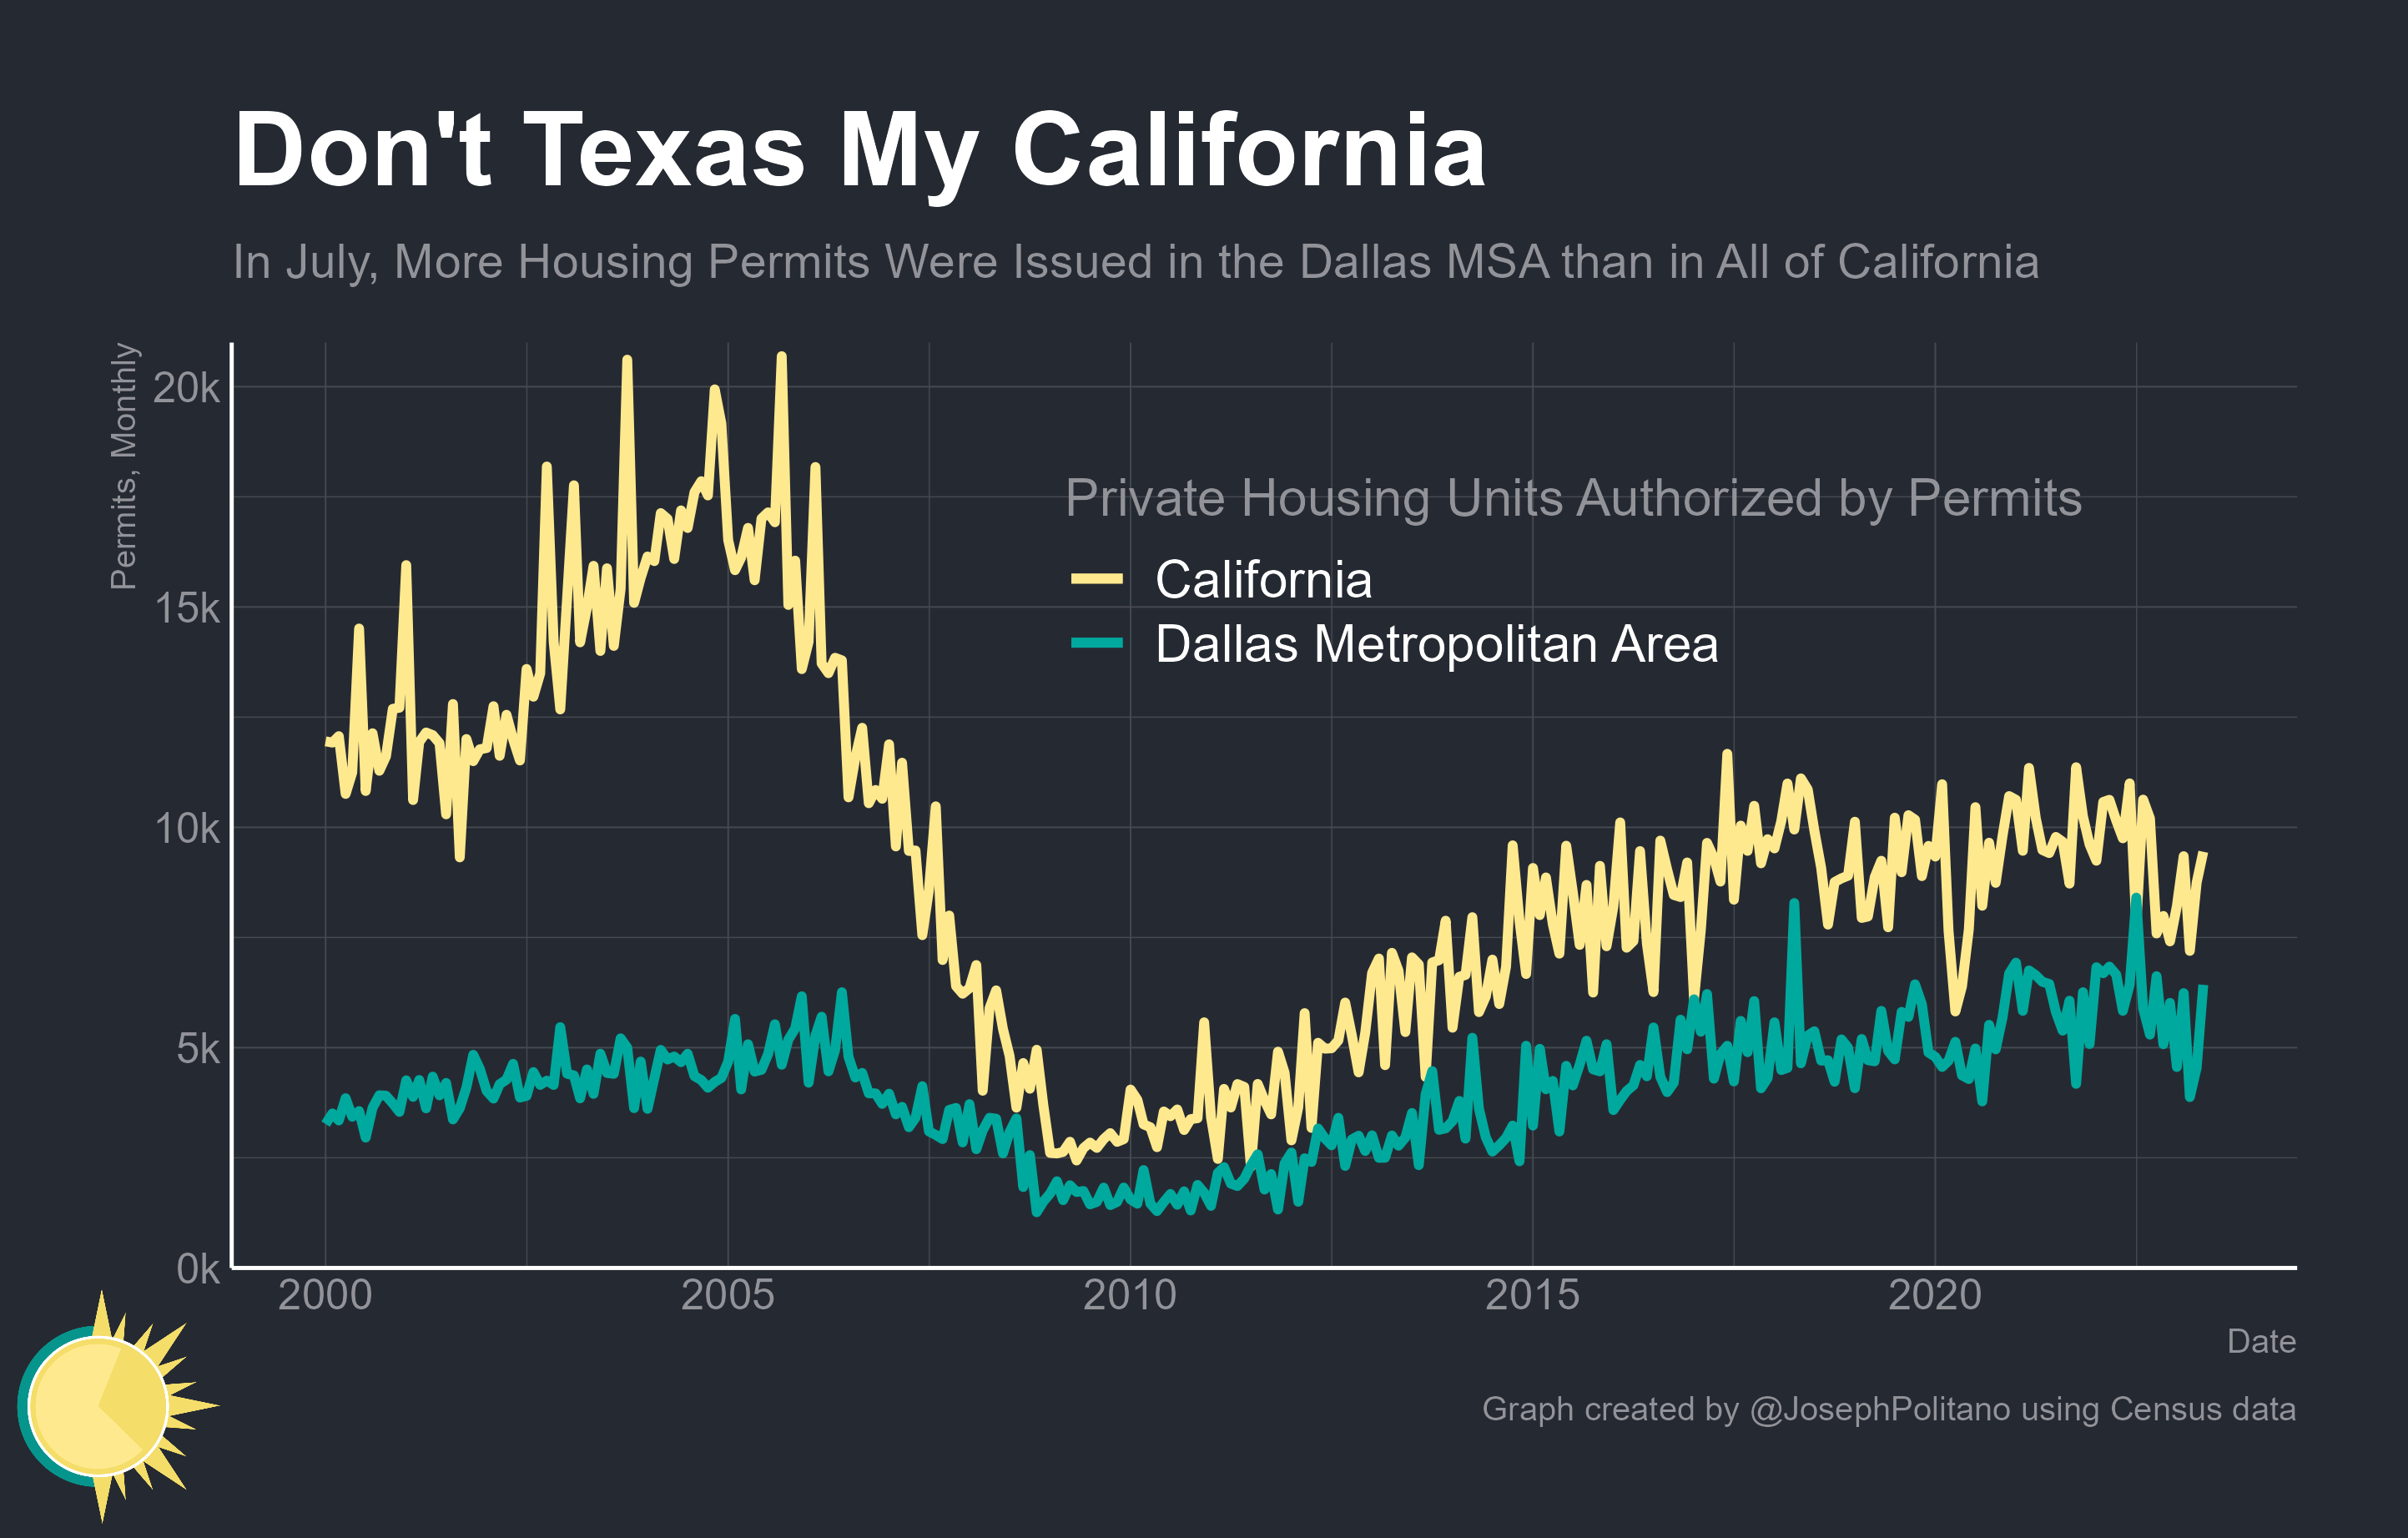 Don't Texas My California
In July, More Housing Permits Were Issued in the Dallas MSA than in All of California
Permits, Monthly
20k
15k
10k
5k
0k
Private Housing Units Authorized by Permits
California
Dallas Metropolitan Area
2000 2005 2010 2015 2020
Date
Graph created by @JosephPolitano using Census data